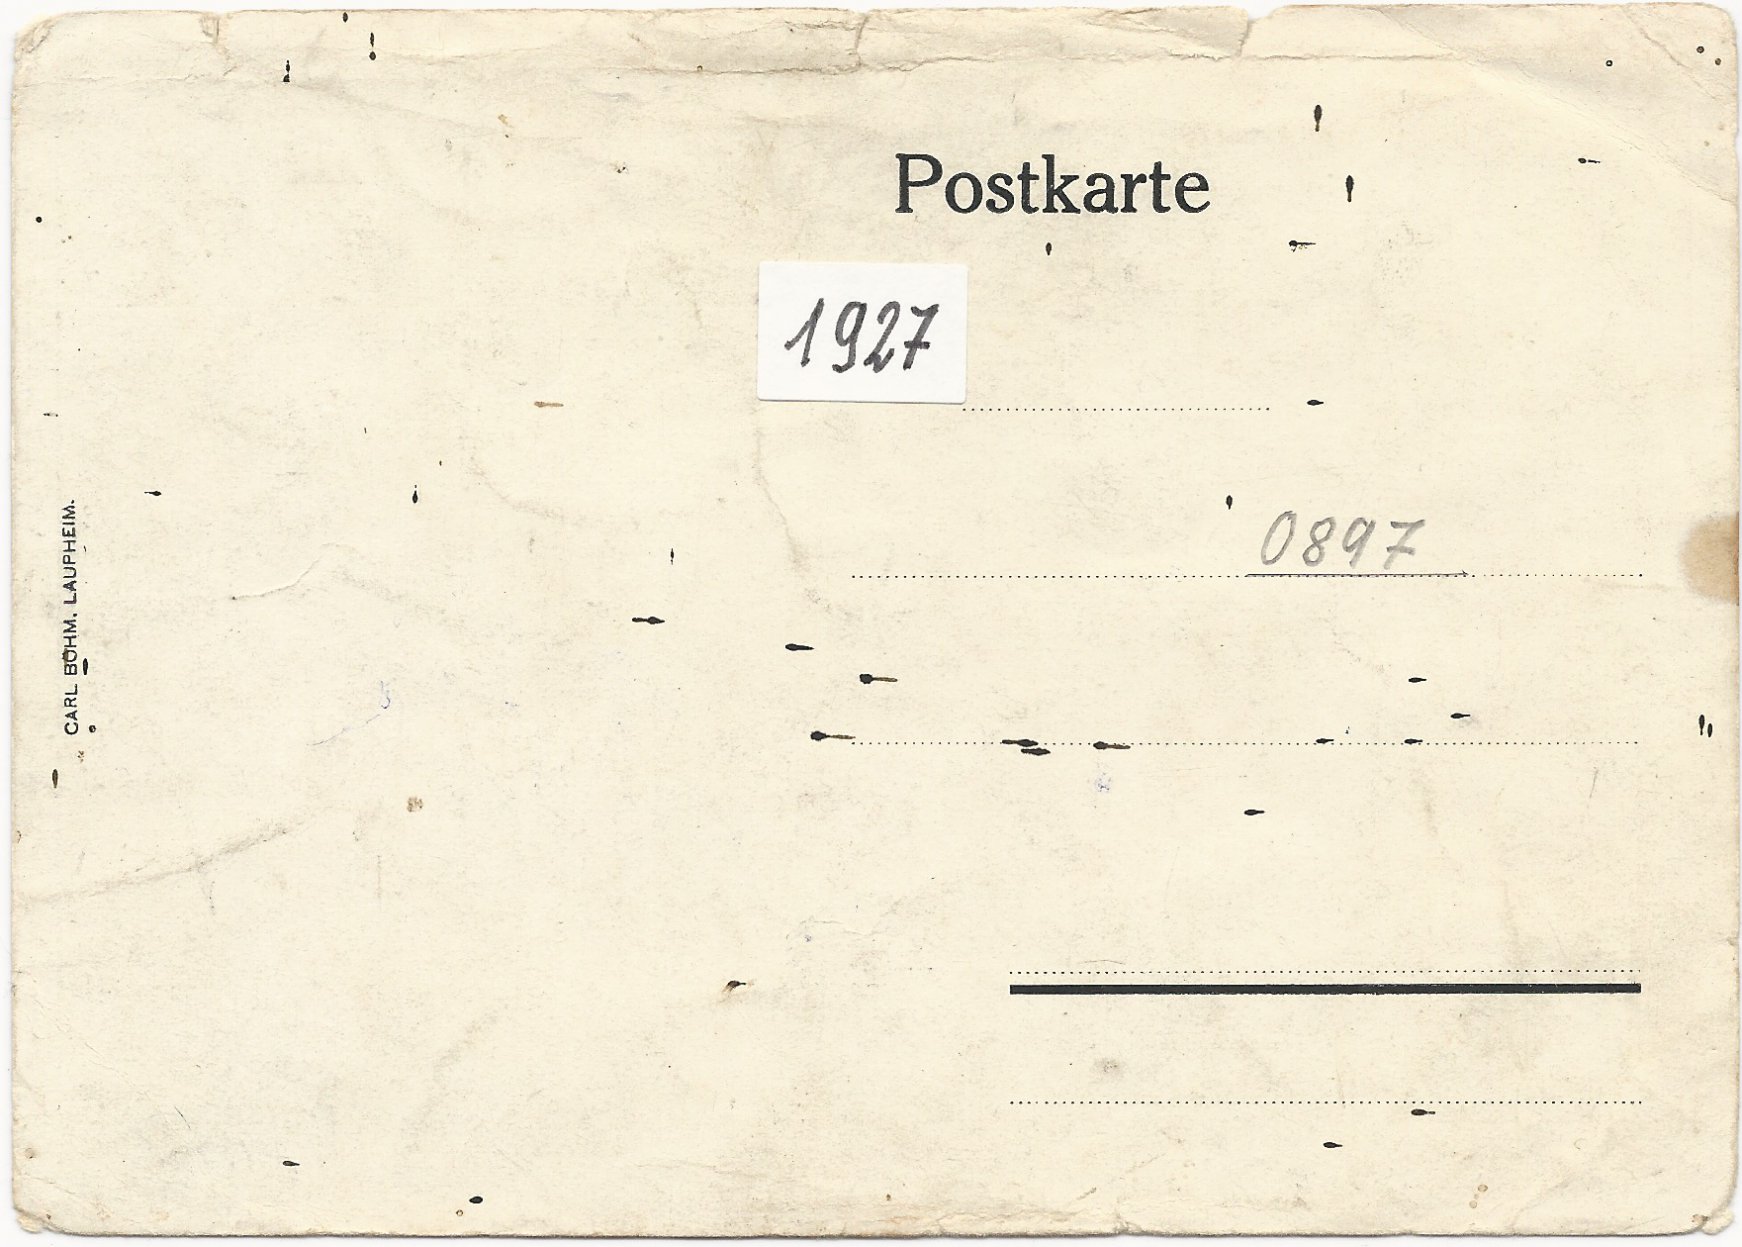 Postkarte
1927
0897
CARL BÖHM. LAUPHEIM.